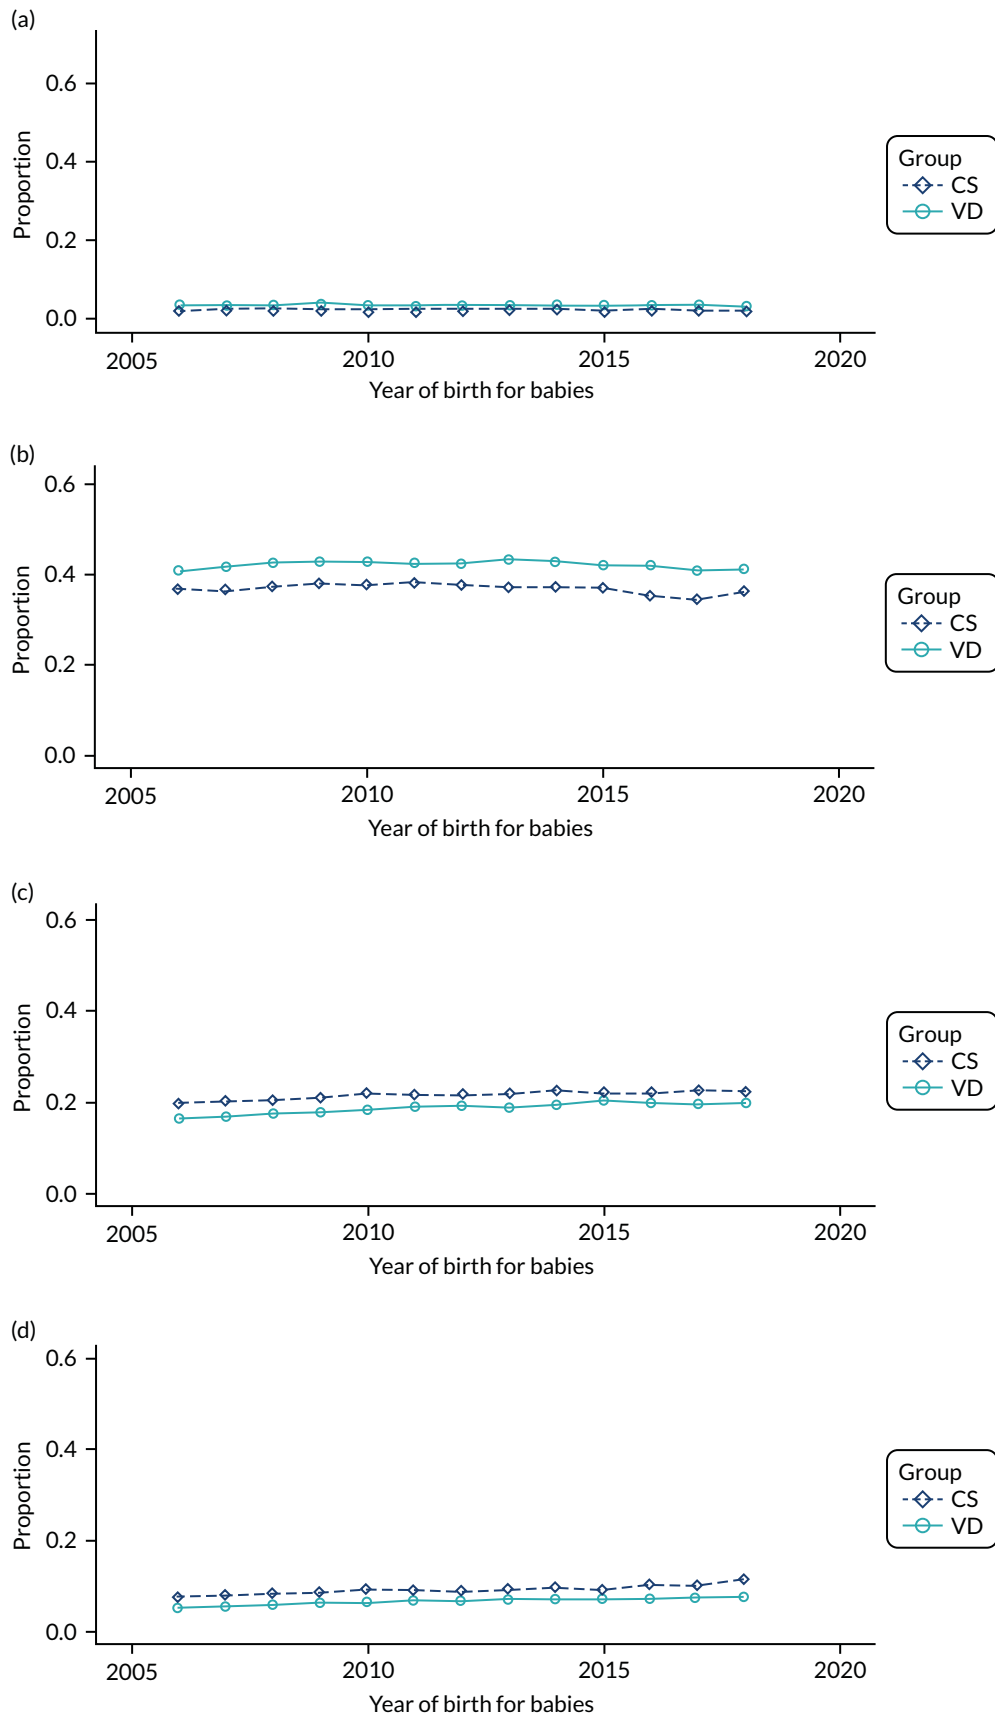 (a)
Proportion
0.6
0.4
0.2
0.0
2005 2010 2015 2020
Year of birth for babies
Group
CS
VD
(b)
Proportion
0.6
0.4
0.2
0.0
2005 2010 2015 2020
Year of birth for babies
Group
CS
VD
(c)
Proportion
0.6
0.4
0.2
0.0
2005 2010 2015 2020
Year of birth for babies
Group
CS
VD
(d)
Proportion
0.6
0.4
0.2
0.0
2005 2010 2015 2020
Year of birth for babies
Group
CS
VD